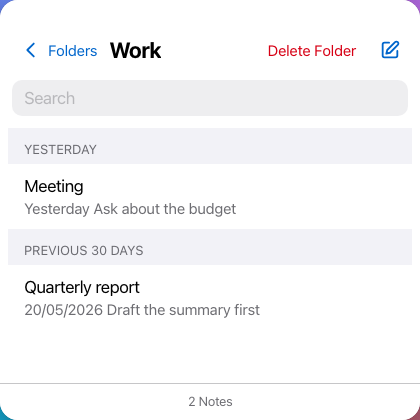 Folders Work Delete Folder
Search
YESTERDAY
Meeting
Yesterday Ask about the budget
PREVIOUS 30 DAYS
Quarterly report
20/05/2026 Draft the summary first
2 Notes